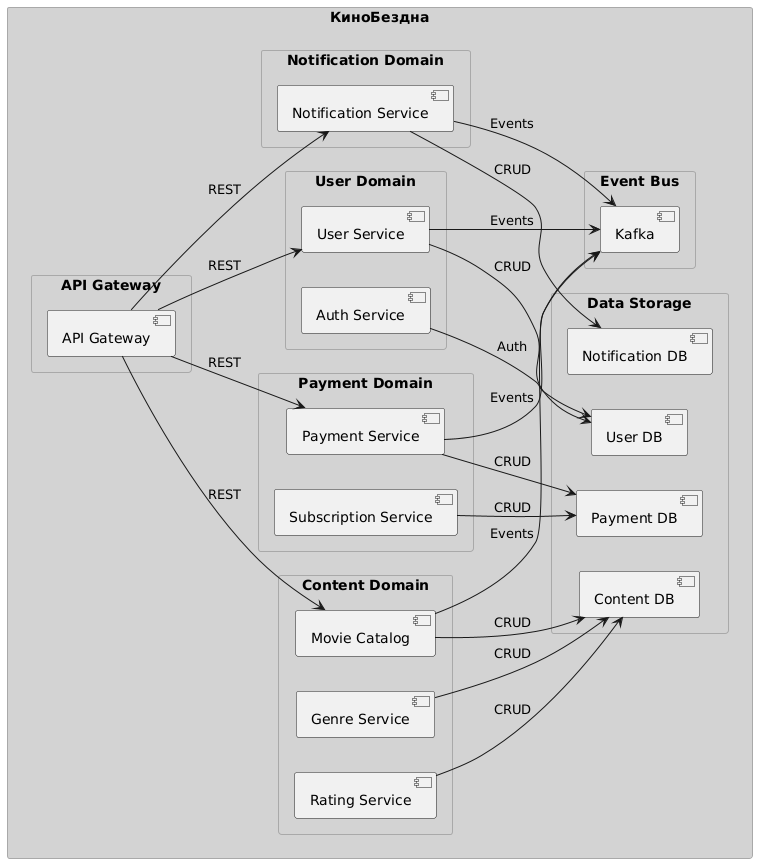 КиноБездна
Notification Domain
Notification Service
Events
CRUD
REST
User Domain
User Service
Events
CRUD
REST
Auth Service
Auth
Event Bus
Kafka
API Gateway
API Gateway
Data Storage
Notification DB
User DB
Payment DB
Content DB
REST
Payment Domain
Payment Service
Events
CRUD
Subscription Service
CRUD
REST
Events
Content Domain
Movie Catalog
CRUD
Genre Service
CRUD
Rating Service
CRUD